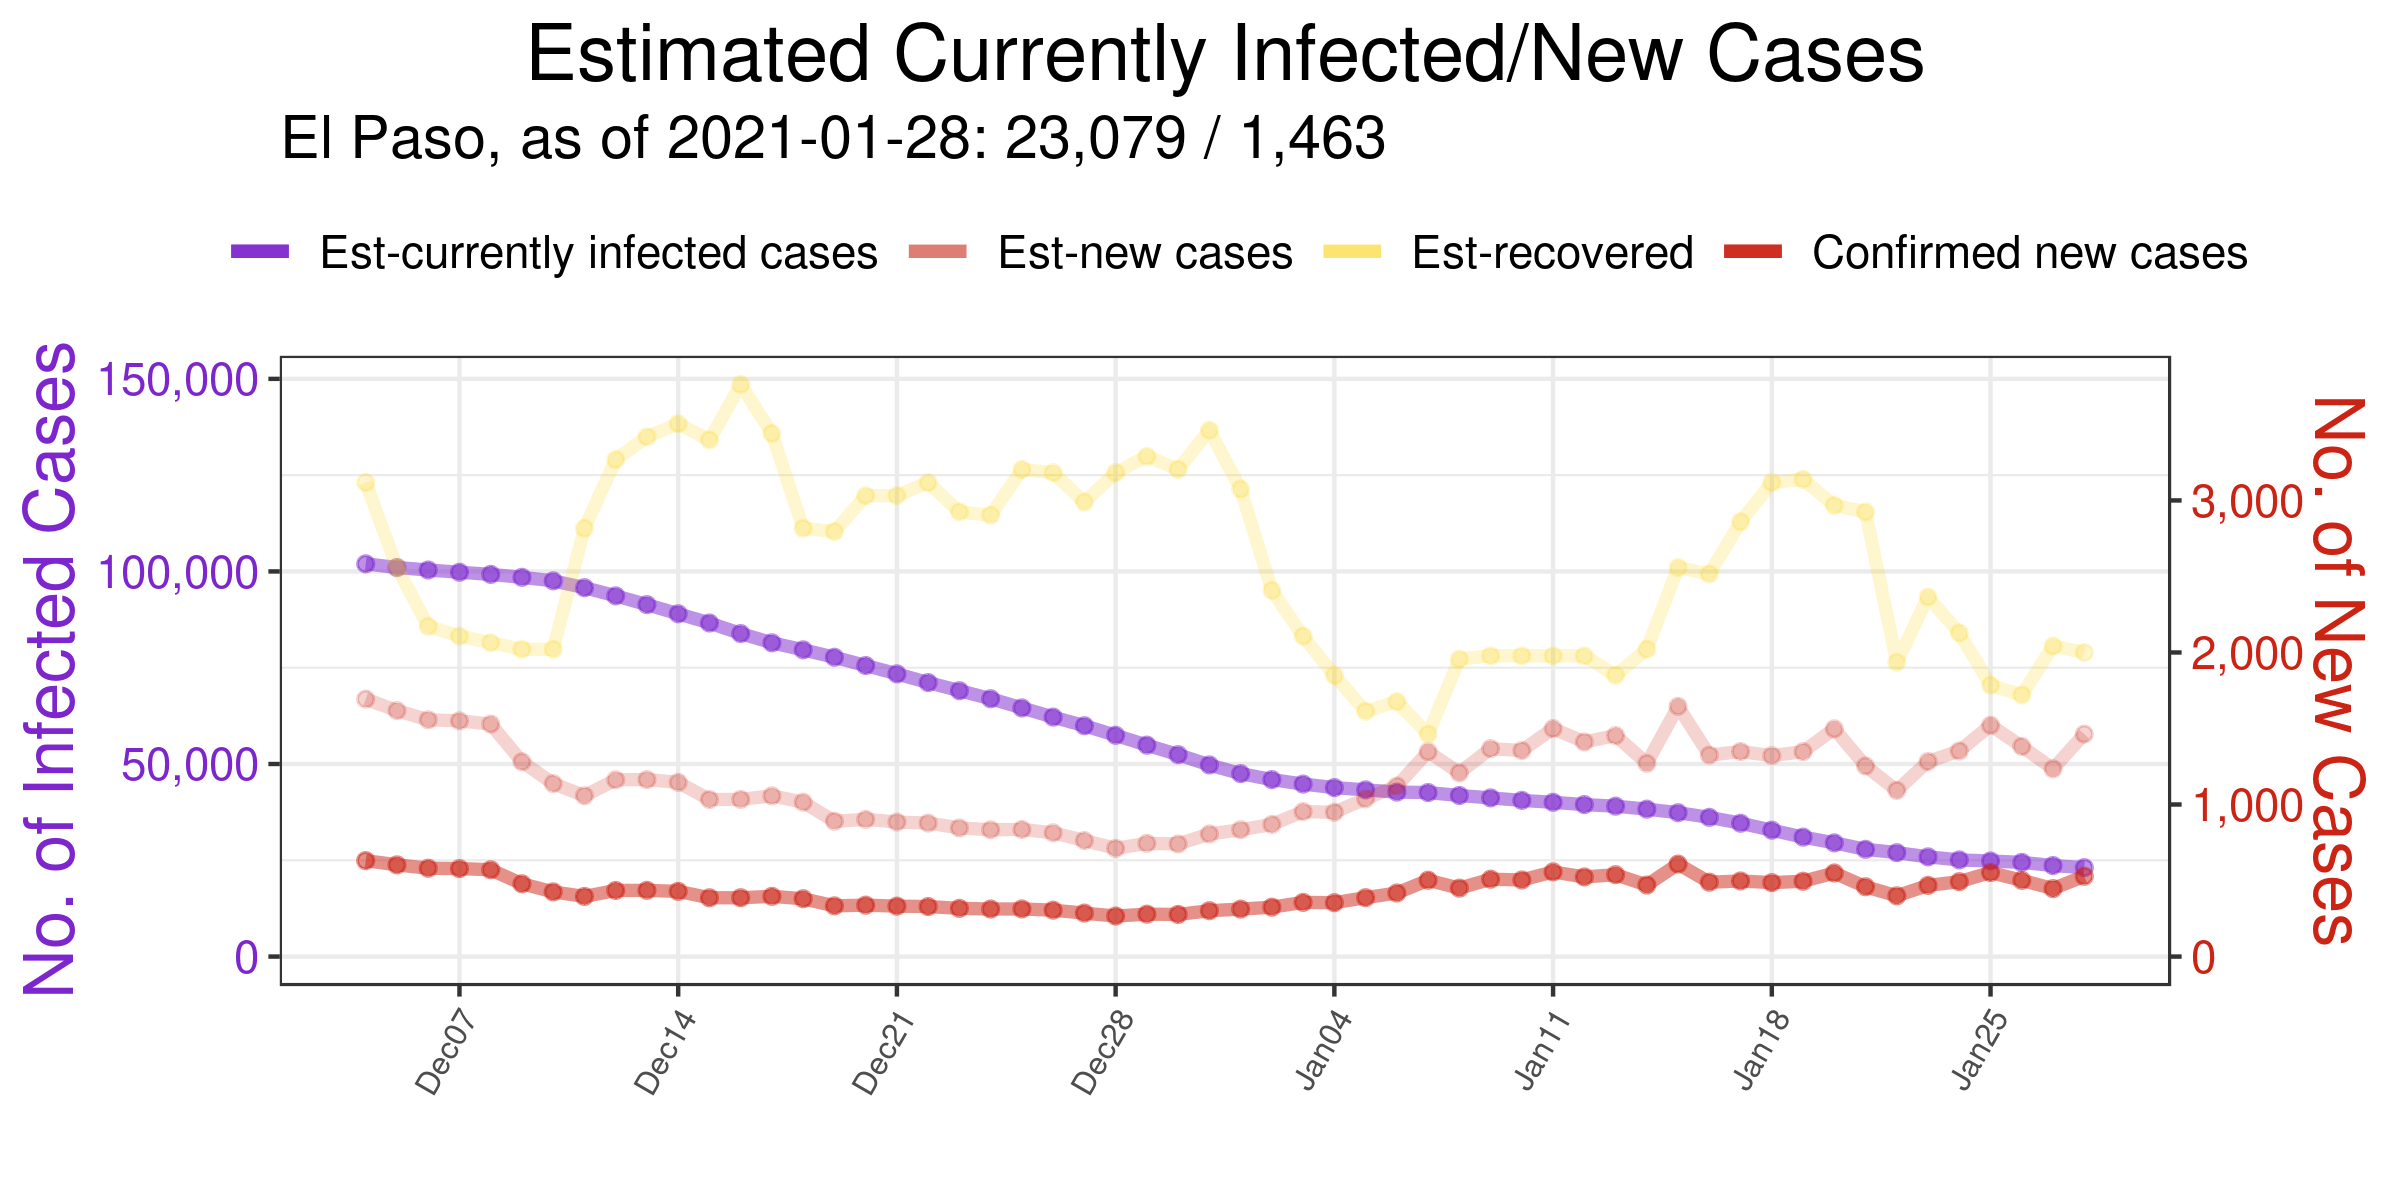 Estimated Currently Infected/New Cases
El Paso, as of 2021-01-28: 23,079 / 1,463
Est-currently infected cases Est-new cases Est-recovered Confirmed new cases
No. of Infected Cases
150,000
100,000
50,000
0
3,000
2,000
1,000
0
No. of New Cases
Dec07 Dec14 Dec21 Dec28 Jan04 Jan11 Jan18 Jan25